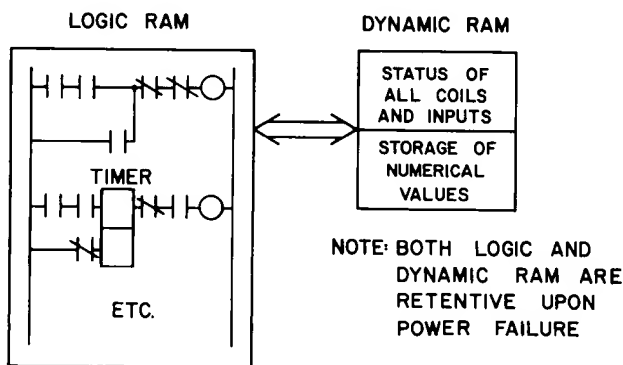 LOGIC RAM
TIMER
ETC.
DYNAMIC RAM
STATUS OF
ALL COILS
AND INPUTS
STORAGE OF
NUMERICAL
VALUES
NOTE: BOTH LOGIC AND
DYNAMIC RAM ARE
RETENTIVE UPON
POWER FAILURE